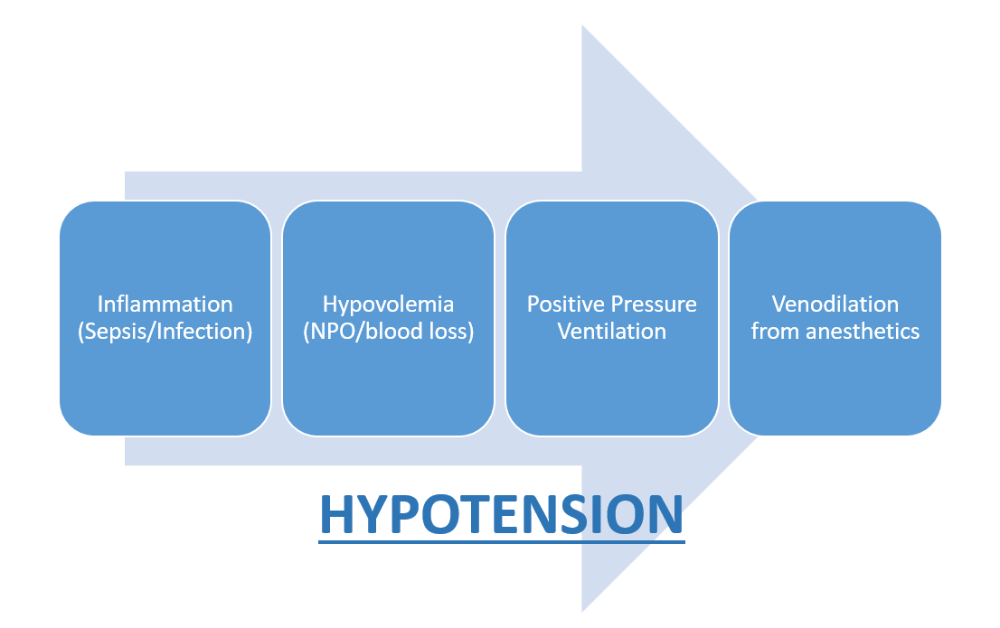 Inflammation
(Sepsis/Infection)
Hypovolemia
(NPO/blood loss)
Positive Pressure
Ventilation
Venodilation
from anesthetics
HYPOTENSION